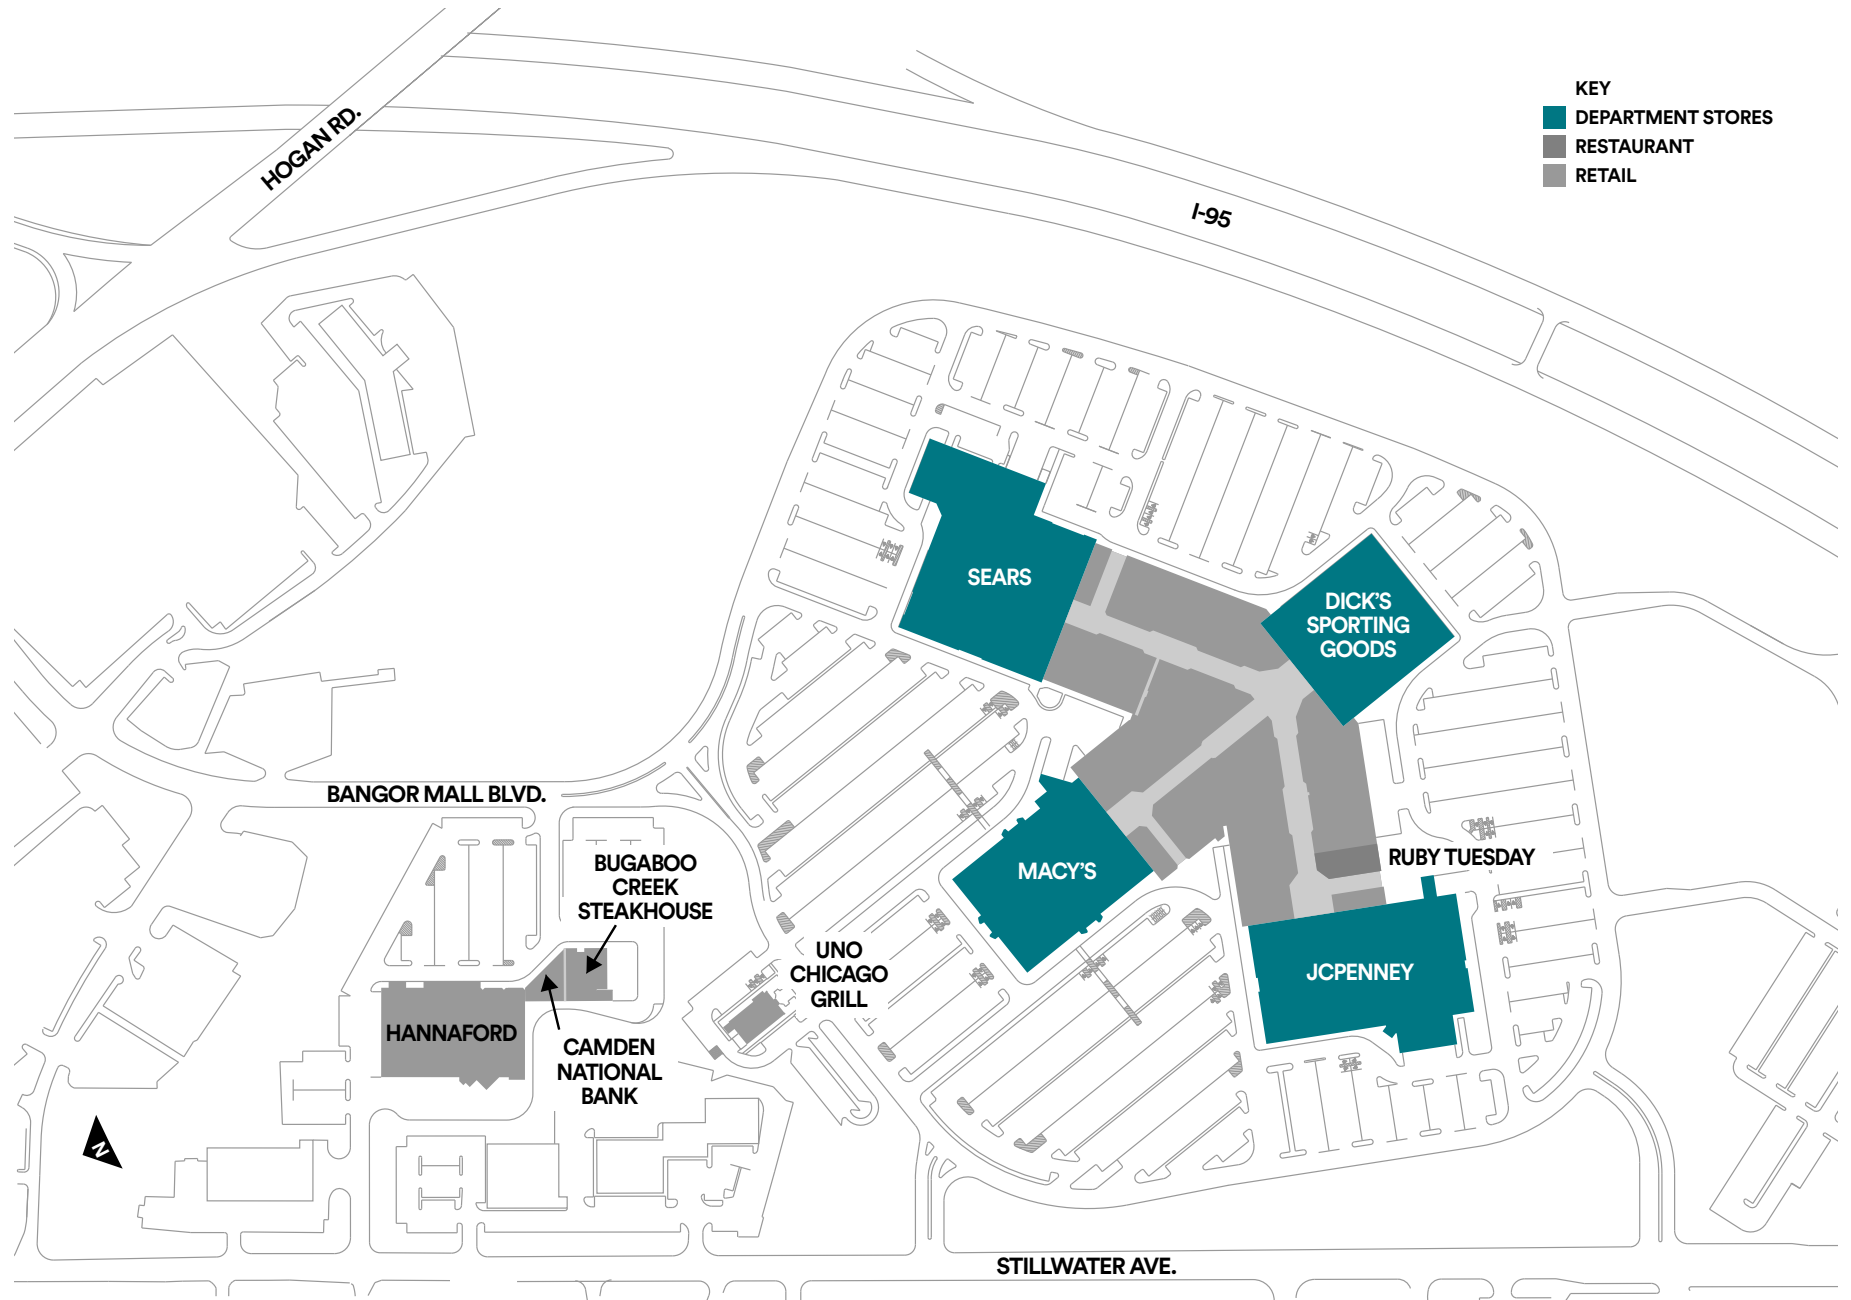 HOGAN RD.
KEY
DEPARTMENT STORES
RESTAURANT
RETAIL
I-95
SEARS
DICK'S
SPORTING
GOODS
BANGOR MALL BLVD.
MACY'S
RUBY TUESDAY
BUGABOO
CREEK
STEAKHOUSE
UNO
CHICAGO
GRILL
JCPENNEY
HANNAFORD
CAMDEN
NATIONAL
BANK
N
STILLWATER AVE.